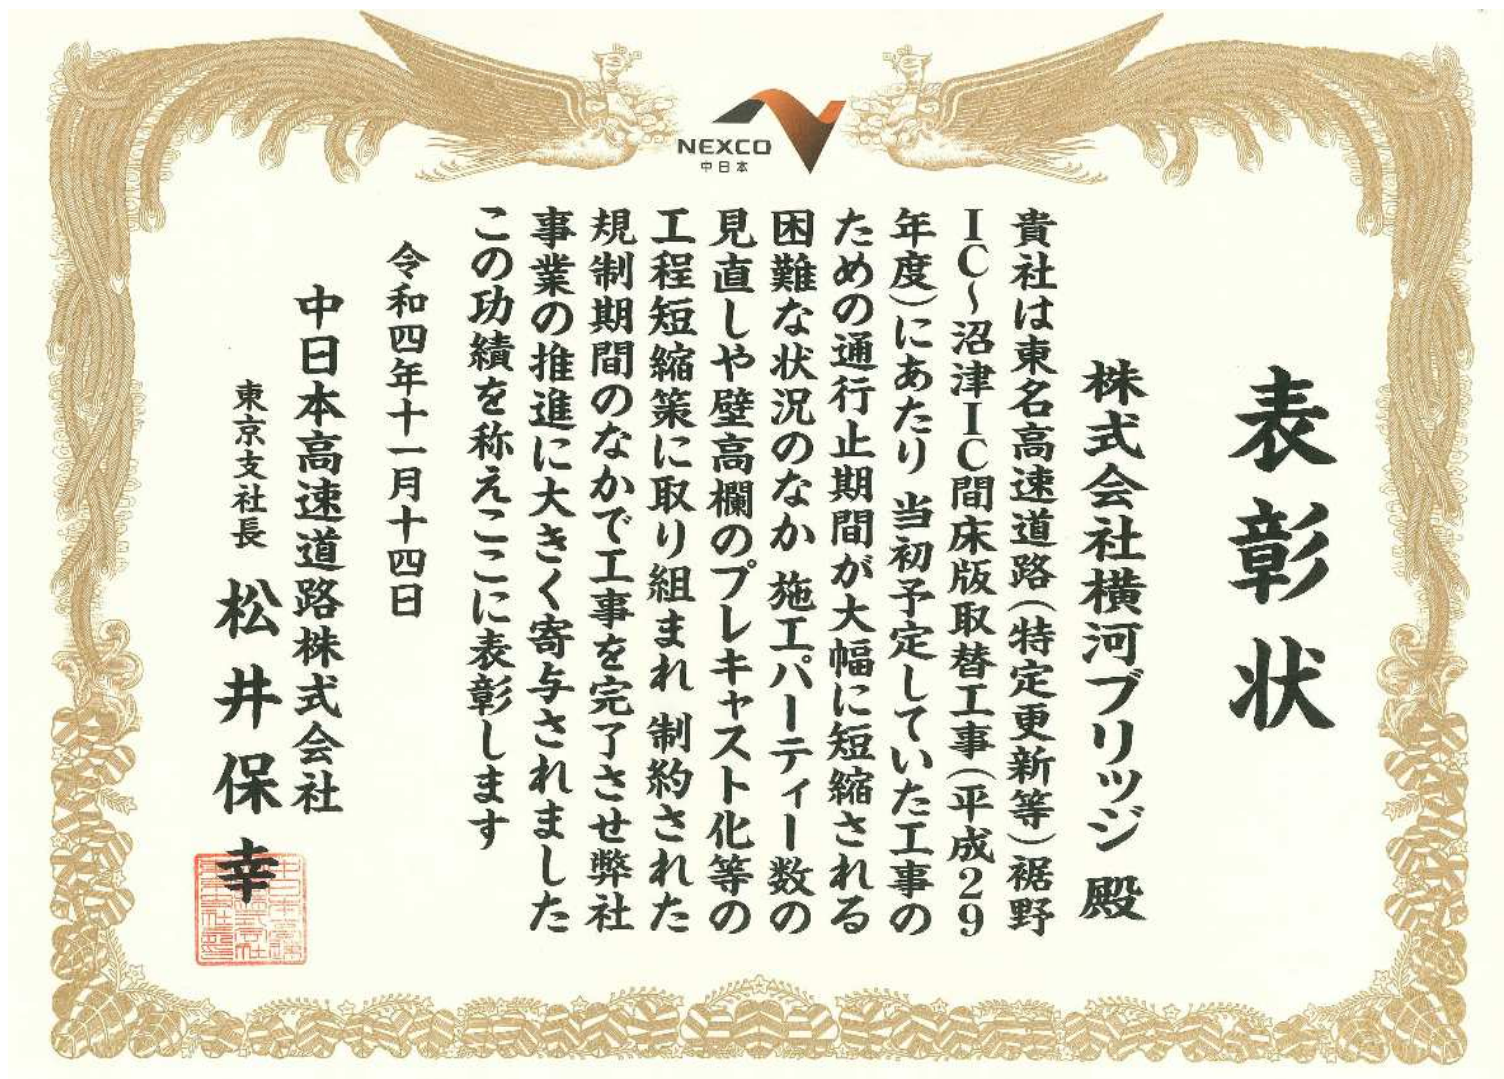 NEXCO
中日本
表彰状
株式会社横河ブリッジ 殿
貴社は東名高速道路(特定更新等)裾野
IC~沼津IC間床版取替工事(平成29
年度)にあたり 当初予定していた工事の
ための通行止期間が大幅に短縮される
困難な状況のなか 施工パーティー数の
見直しや壁高欄のプレキャスト化等の
工程短縮策に取り組まれ 制約された
規制期間のなかで工事を完了させ弊社
事業の推進に大きく寄与されました
この功績を称えここに表彰します
令和四年十一月十四日
中日本高速道路株式会社
東京支社長 松井保幸